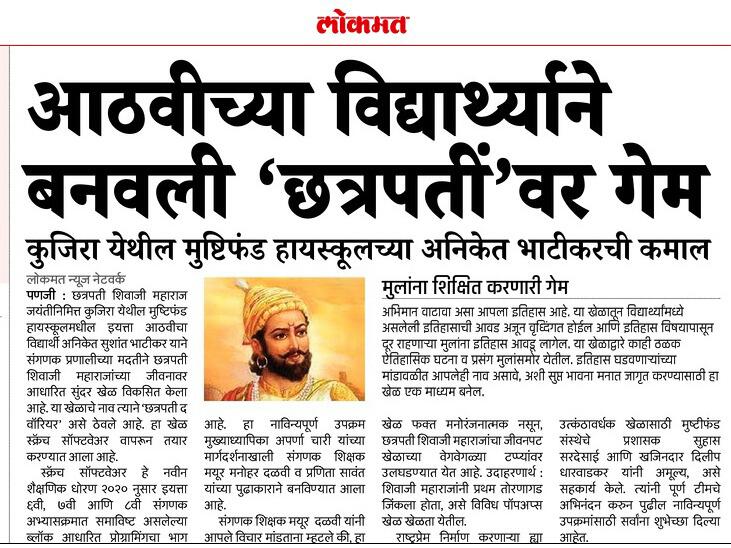 लोकमत
आठवीच्या विद्यार्थ्याने
बनवली ‘छत्रपतीं’वर गेम
कुजिरा येथील मुष्टिफंड हायस्कूलच्या अनिकेत भाटीकरची कमाल
लोकमत न्यूज नेटवर्क
पणजी : छत्रपती शिवाजी महाराज
जयंतीनिमित्त कुजिरा येथील मुष्टिफंड
हायस्कूलमधील इयत्ता आठवीचा
विद्यार्थी अनिकेत सुशांत भाटीकर याने
संगणक प्रणालीच्या मदतीने छत्रपती
शिवाजी महाराजांच्या जीवनावर
आधारित सुंदर खेळ विकसित केला
आहे. या खेळाचे नाव त्याने ‘छत्रपती द
वॉरियर’ असे ठेवले आहे. हा खेळ
स्क्रॅच सॉफ्टवेअर वापरून तयार
करण्यात आला आहे.
स्क्रॅच सॉफ्टवेअर हे नवीन
शैक्षणिक धोरण २०२० नुसार इयत्ता
६वी, ७वी आणि ८वी संगणक
अभ्यासक्रमात समाविष्ट असलेल्या
ब्लॉक आधारित प्रोग्रामिंगचा भाग
आहे. हा नाविन्यपूर्ण उपक्रम
मुख्याध्यापिका अपर्णा चारी यांच्या
मार्गदर्शनाखाली संगणक शिक्षक
मयूर मनोहर दळवी व प्रणिता सावंत
यांच्या पुढाकाराने बनविण्यात आला
आहे.
संगणक शिक्षक मयूर दळवी यांनी
आपले विचार मांडताना म्हटले की, हा
मुलांना शिक्षित करणारी गेम
अभिमान वाटावा असा आपला इतिहास आहे. या खेळातून विद्यार्थ्यांमध्ये
असलेली इतिहासाची आवड अजून वृध्दिंगत होईल आणि इतिहास विषयापासून
दूर राहणाऱ्या मुलांना इतिहास आवडू लागेल. या खेळाद्वारे काही ठळक
ऐतिहासिक घटना व प्रसंग मुलांसमोर येतील. इतिहास घडवणाऱ्यांच्या
मांडावळीत आपलेही नाव असावे, अशी सुप्त भावना मनात जागृत करण्यासाठी हा
खेळ एक माध्यम बनेल.
खेळ फक्त मनोरंजनात्मक नसून,
छत्रपती शिवाजी महाराजांचा जीवनपट
खेळाच्या वेगवेगळ्या टप्प्यांवर
उलघडण्यात येत आहे. उदाहरणार्थ :
शिवाजी महाराजांनी प्रथम तोरणागड
जिंकला होता, असे विविध पॉपअप्स
खेळ खेळता येतील.
राष्ट्रप्रेम निर्माण करणाऱ्या ह्या
उत्कंठावर्धक खेळासाठी मुष्टीफंड
संस्थेचे प्रशासक सुहास
सरदेसाई आणि खजिनदार दिलीप
धारवाडकर यांनी अमूल्य, असे
सहकार्य केले. त्यांनी पूर्ण टीमचे
अभिनंदन करुन पुढील नाविन्यपूर्ण
उपक्रमांसाठी सर्वांना शुभेच्छा दिल्या
आहेत.